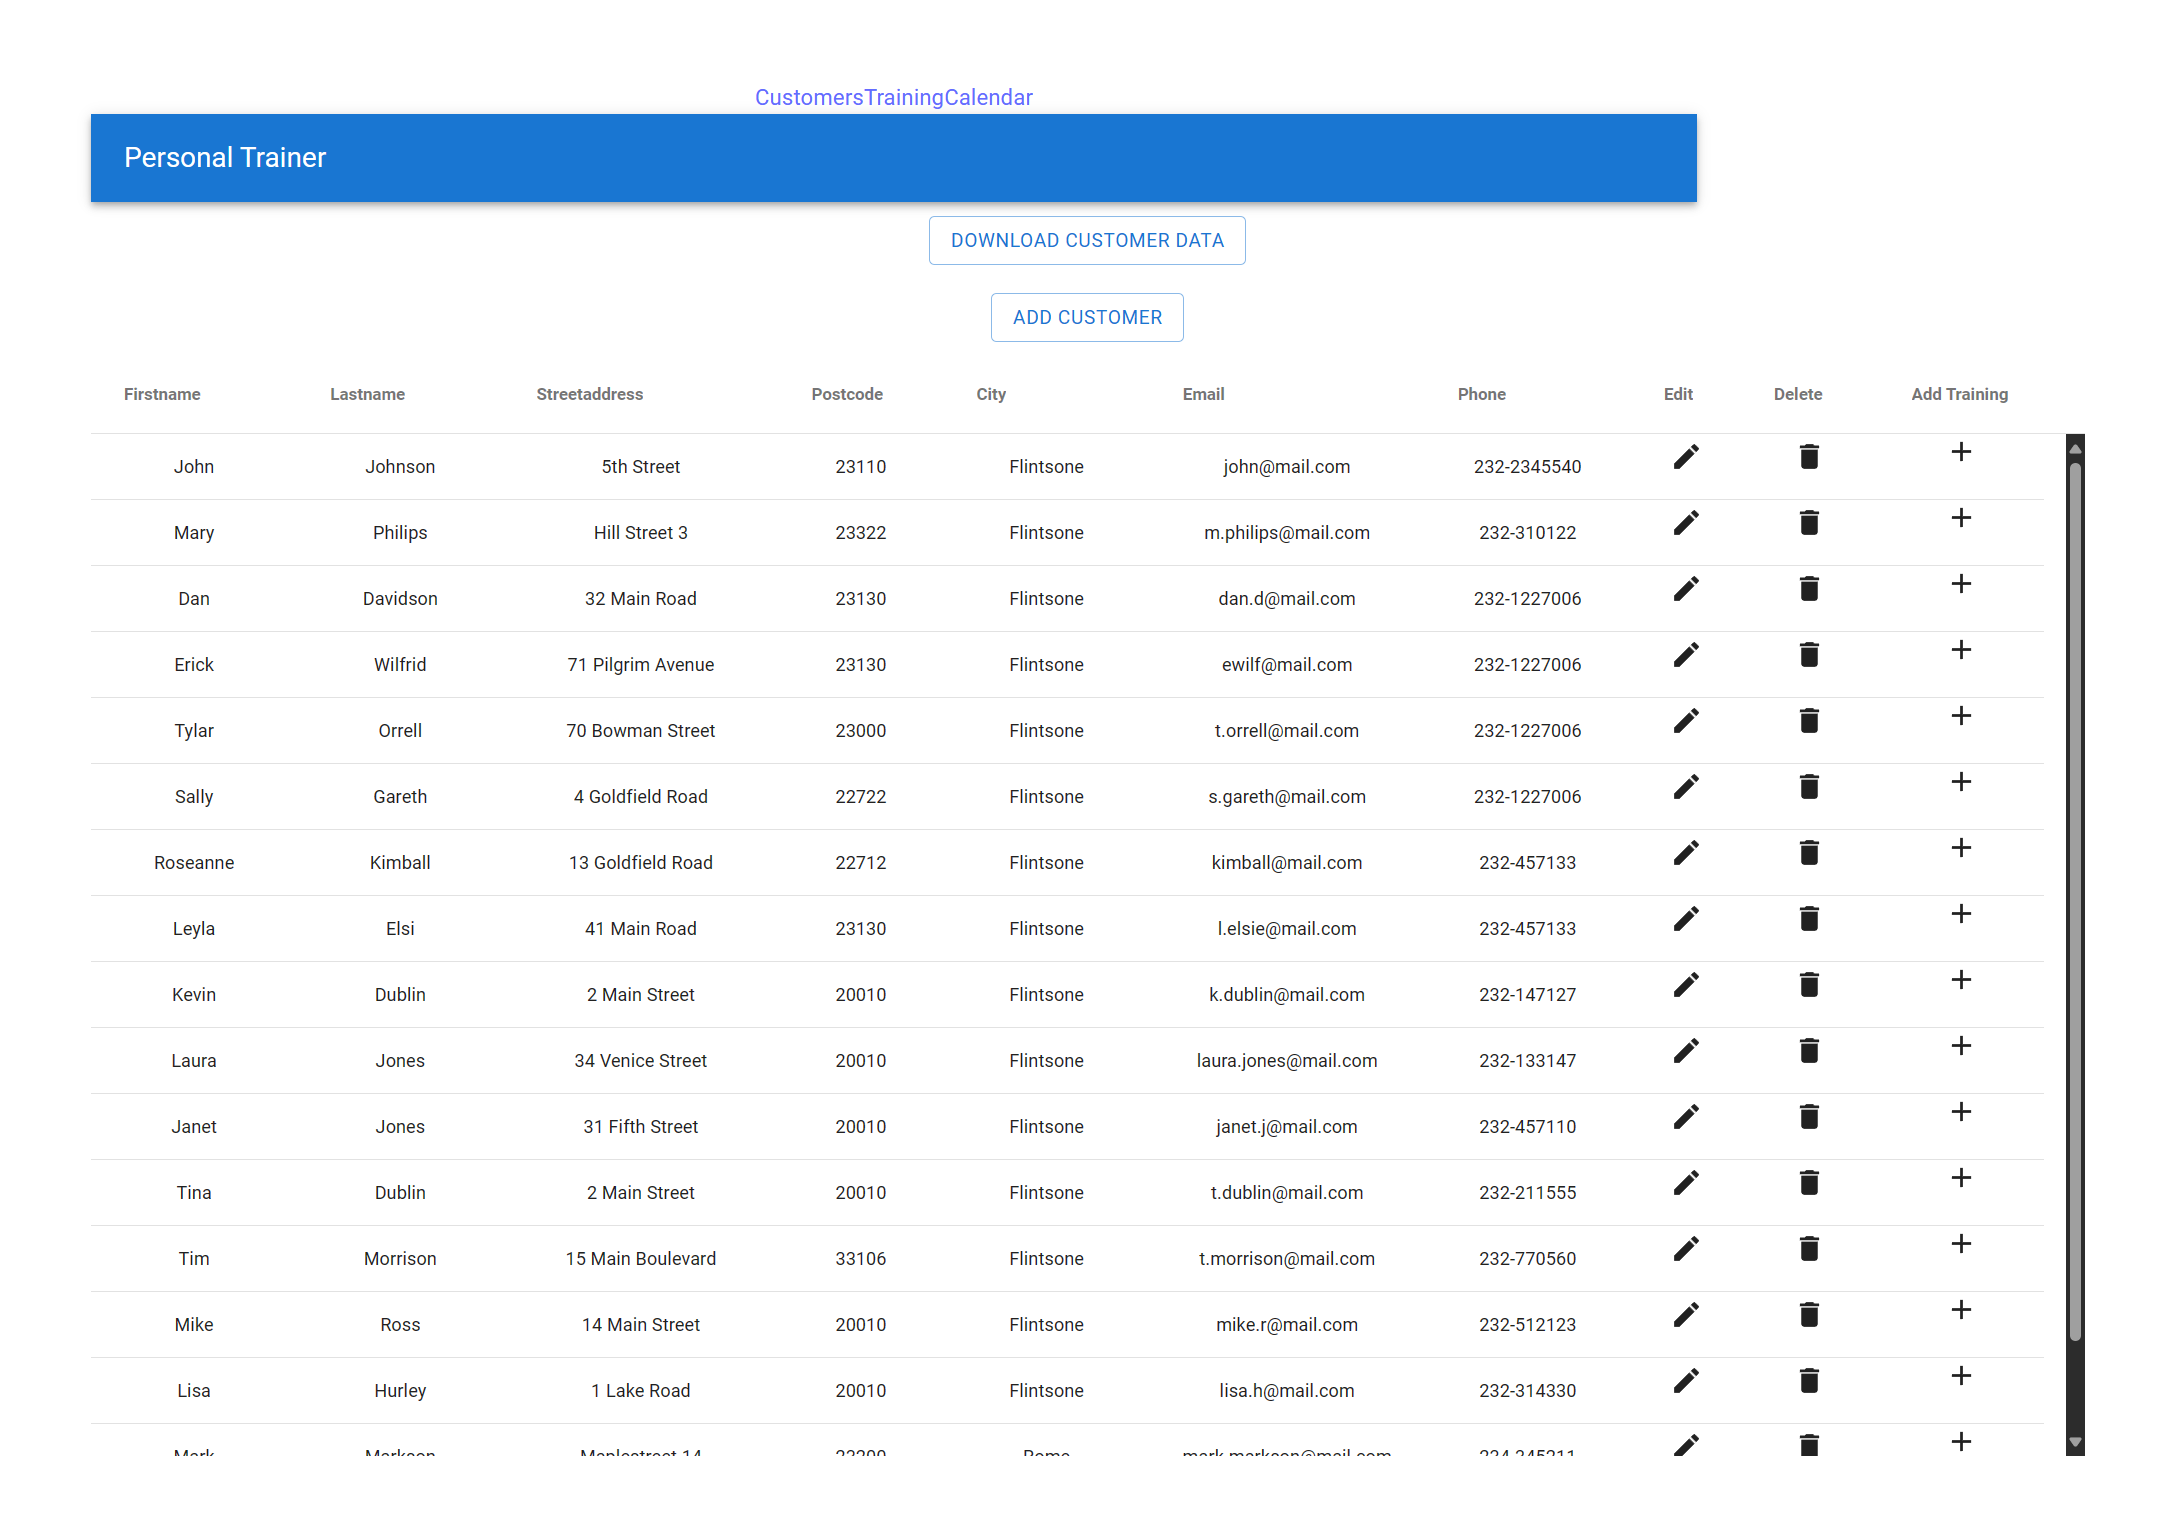 CustomersTrainingCalendar
Personal Trainer
DOWNLOAD CUSTOMER DATA
ADD CUSTOMER
Firstname Lastname Streetaddress Postcode City Email Phone Edit Delete Add Training
John Johnson 5th Street 23110 Flintsone john@mail.com 232-2345540
Mary Philips Hill Street 3 23322 Flintsone m.philips@mail.com 232-310122
Dan Davidson 32 Main Road 23130 Flintsone dan.d@mail.com 232-1227006
Erick Wilfrid 71 Pilgrim Avenue 23130 Flintsone ewilf@mail.com 232-1227006
Tylar Orrell 70 Bowman Street 23000 Flintsone t.orrell@mail.com 232-1227006
Sally Gareth 4 Goldfield Road 22722 Flintsone s.gareth@mail.com 232-1227006
Roseanne Kimball 13 Goldfield Road 22712 Flintsone kimball@mail.com 232-457133
Leyla Elsi 41 Main Road 23130 Flintsone l.elsie@mail.com 232-457133
Kevin Dublin 2 Main Street 20010 Flintsone k.dublin@mail.com 232-147127
Laura Jones 34 Venice Street 20010 Flintsone laura.jones@mail.com 232-133147
Janet Jones 31 Fifth Street 20010 Flintsone janet.j@mail.com 232-457110
Tina Dublin 2 Main Street 20010 Flintsone t.dublin@mail.com 232-211555
Tim Morrison 15 Main Boulevard 33106 Flintsone t.morrison@mail.com 232-770560
Mike Ross 14 Main Street 20010 Flintsone mike.r@mail.com 232-512123
Lisa Hurley 1 Lake Road 20010 Flintsone lisa.h@mail.com 232-314330
Mark Markson Maplestreet 14 Rome mark.markson@mail.com